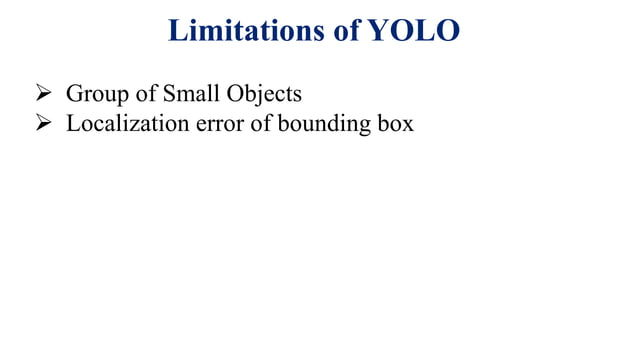 Limitations of YOLO
➢ Group of Small Objects
➢ Localization error of bounding box